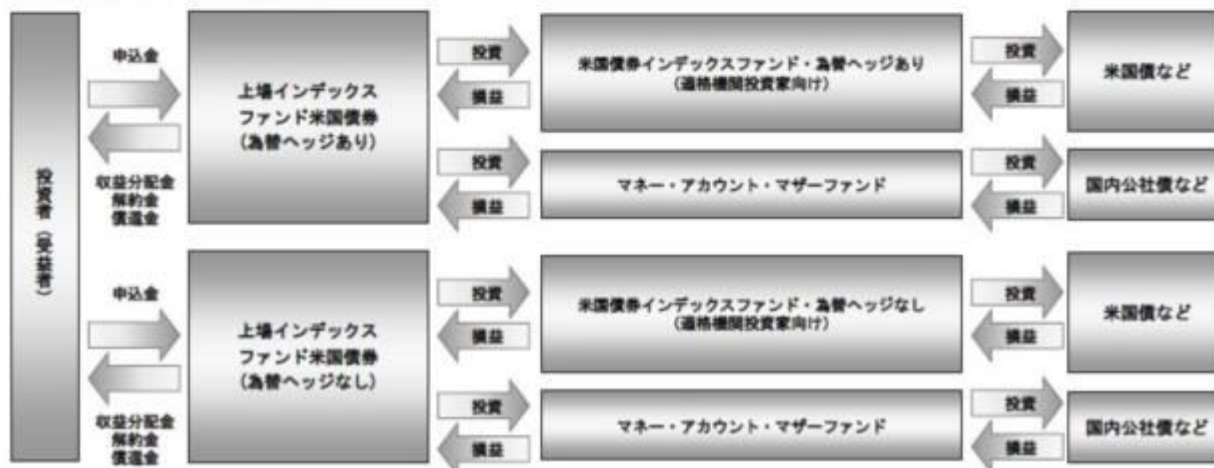 投資者（受益者）
申込金
収益分配金
解約金
償還金
上場インデックス
ファンド米国債券
（為替ヘッジあり）
投資
損益
米国債券インデックスファンド・為替ヘッジあり
（適格機関投資家向け）
投資
損益
米国債など
投資
損益
マネー・アカウント・マザーファンド
投資
損益
国内公社債など
申込金
収益分配金
解約金
償還金
上場インデックス
ファンド米国債券
（為替ヘッジなし）
投資
損益
米国債券インデックスファンド・為替ヘッジなし
（適格機関投資家向け）
投資
損益
米国債など
投資
損益
マネー・アカウント・マザーファンド
投資
損益
国内公社債など